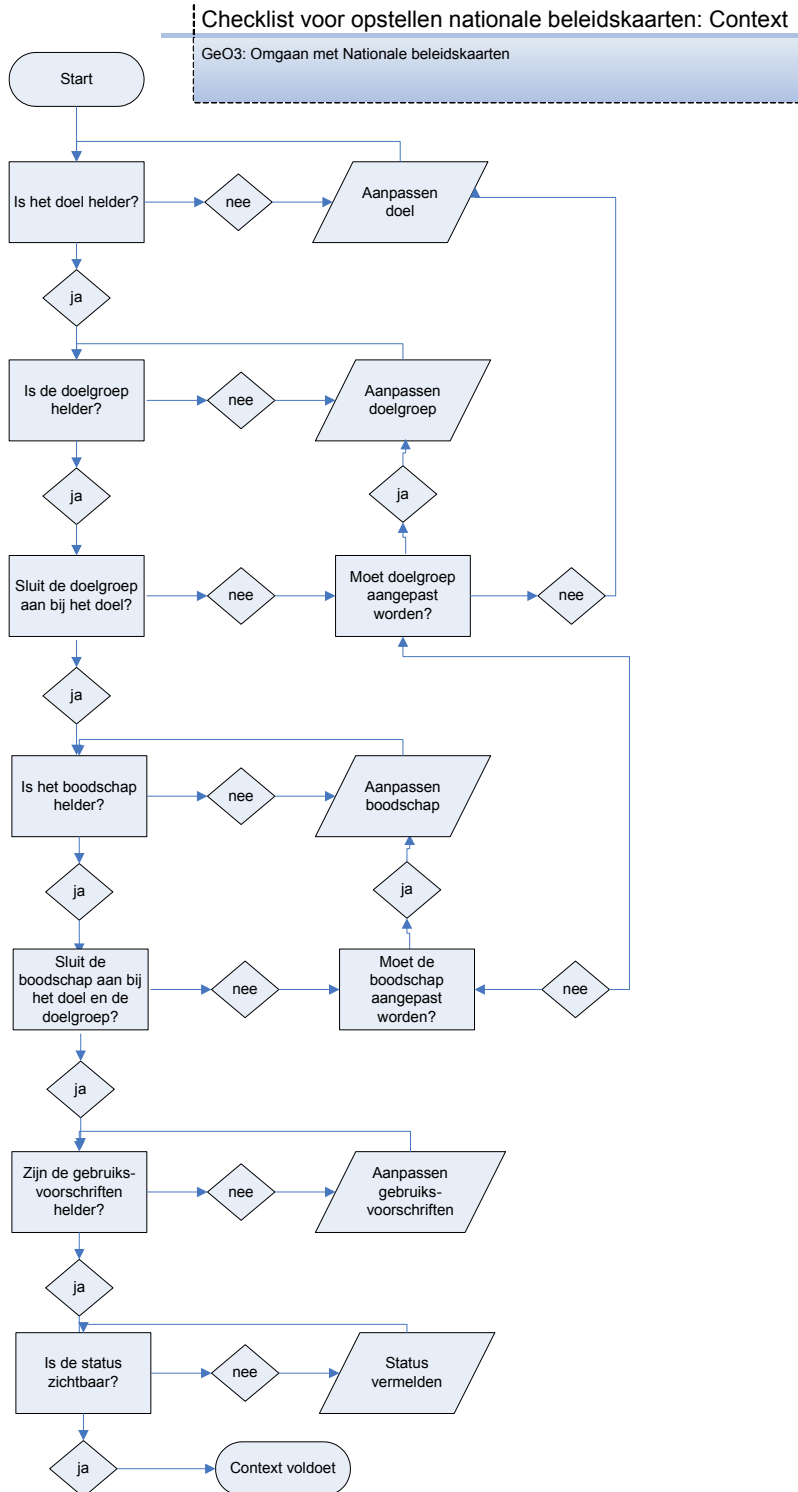 Checklist voor opstellen nationale beleidskaarten: Context
GeO3: Omgaan met Nationale beleidskaarten
Start
Is het doel helder?
nee
Aanpassen
doel
ja
Is de doelgroep
helder?
nee
Aanpassen
doelgroep
ja
ja
Sluit de doelgroep
aan bij het doel?
nee
Moet doelgroep
aangepast
worden?
nee
ja
Is het boodschap
helder?
nee
Aanpassen
boodschap
ja
ja
Sluit de
boodschap aan bij
het doel en de
doelgroep?
nee
Moet de
boodschap
aangepast
worden?
nee
ja
Zijn de gebruiks-
voorschriften
helder?
nee
Aanpassen
gebruiks-
voorschriften
ja
Is de status
zichtbaar?
nee
Status
vermelden
ja
Context voldoet